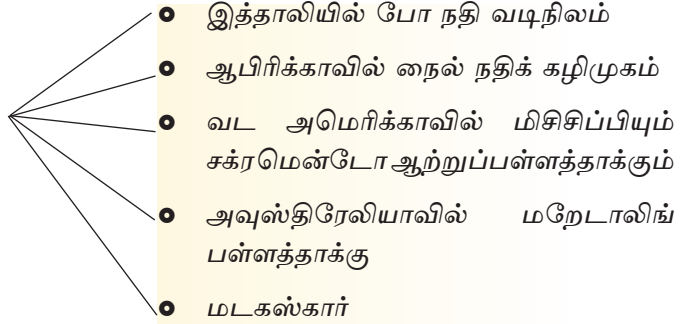 இத்தாலியில் போ நதி வடிநிலம்
ஆபிரிக்காவில் நைல் நதிக் கழிமுகம்
வட அமெரிக்காவில் மிசிசிப்பியும்
சக்ரமென்டோ ஆற்றுப்பள்ளத்தாக்கும்
அவுஸ்திரேலியாவில் மறேடாலிங்
பள்ளத்தாக்கு
மடகஸ்கார்